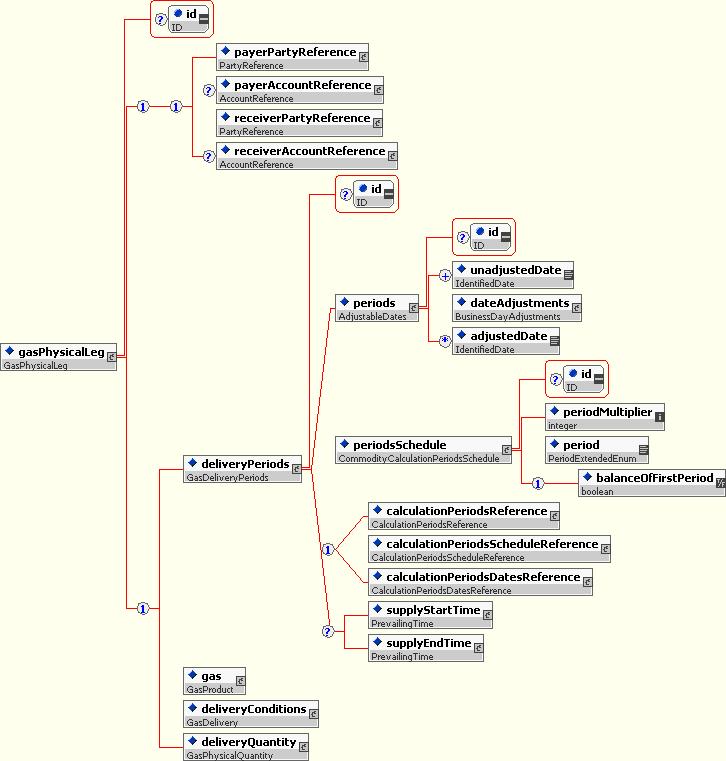 ? id
ID
payerPartyReference
PartyReference
? payerAccountReference
AccountReference
1 1
receiverPartyReference
PartyReference
? receiverAccountReference
AccountReference
? id
ID
? id
ID
+ unadjustedDate
IdentifiedDate
periods
AdjustableDates
dateAdjustments
BusinessDayAdjustments
* adjustedDate
IdentifiedDate
gasPhysicalLeg
GasPhysicalLeg
? id
ID
periodMultiplier
integer
periodsSchedule
CommodityCalculationPeriodsSchedule
period
PeriodExtendedEnum
deliveryPeriods
GasDeliveryPeriods
1 balanceOfFirstPeriod
boolean
calculationPeriodsReference
CalculationPeriodsReference
1 calculationPeriodsScheduleReference
CalculationPeriodsScheduleReference
calculationPeriodsDatesReference
CalculationPeriodsDatesReference
1
supplyStartTime
PrevailingTime
?
supplyEndTime
PrevailingTime
gas
GasProduct
deliveryConditions
GasDelivery
deliveryQuantity
GasPhysicalQuantity